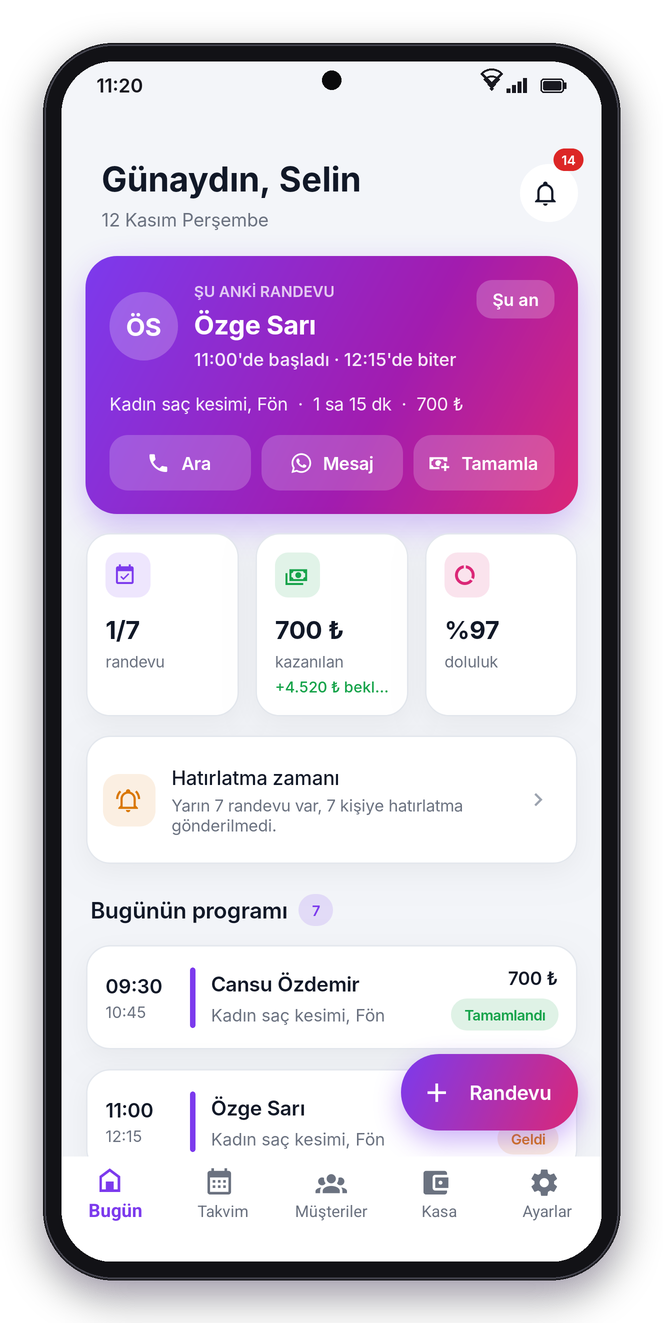 11:20
Günaydın, Selin
14
12 Kasım Perşembe
ŞU ANKİ RANDEVU
Şu an
ÖS
Özge Sarı
11:00'de başladı · 12:15'de biter
Kadın saç kesimi, Fön · 1 sa 15 dk · 700 ₺
Ara
Mesaj
Tamamla
1/7
randevu
700 ₺
kazanılan
+4.520 ₺ bekl...
%97
doluluk
Hatırlatma zamanı
Yarın 7 randevu var, 7 kişiye hatırlatma
gönderilmedi.
Bugünün programı 7
09:30
10:45
Cansu Özdemir
Kadın saç kesimi, Fön
700 ₺
Tamamlandı
11:00
12:15
Özge Sarı
Kadın saç kesimi, Fön
Geldi
+ Randevu
Bugün
Takvim
Müşteriler
Kasa
Ayarlar